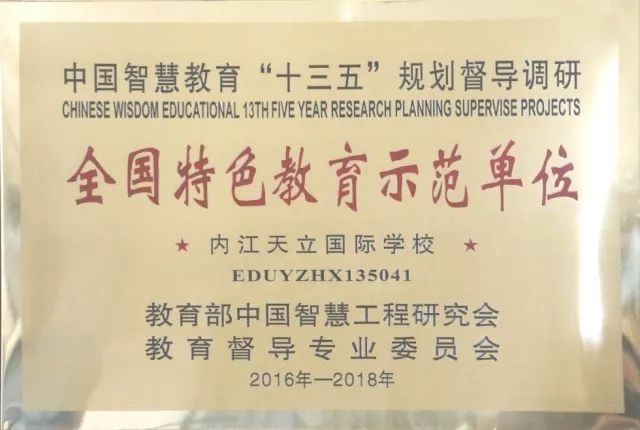 中国智慧教育“十三五”规划督导调研
CHINESE WISDOM EDUCATIONAL 13TH FIVE YEAR RESEARCH PLANNING SUPERVISE PROJECTS
全国特色教育示范单位
★ 内江天立国际学校 ★
EDUYZHX135041
教育部中国智慧工程研究会
教育督导专业委员会
2016年—2018年